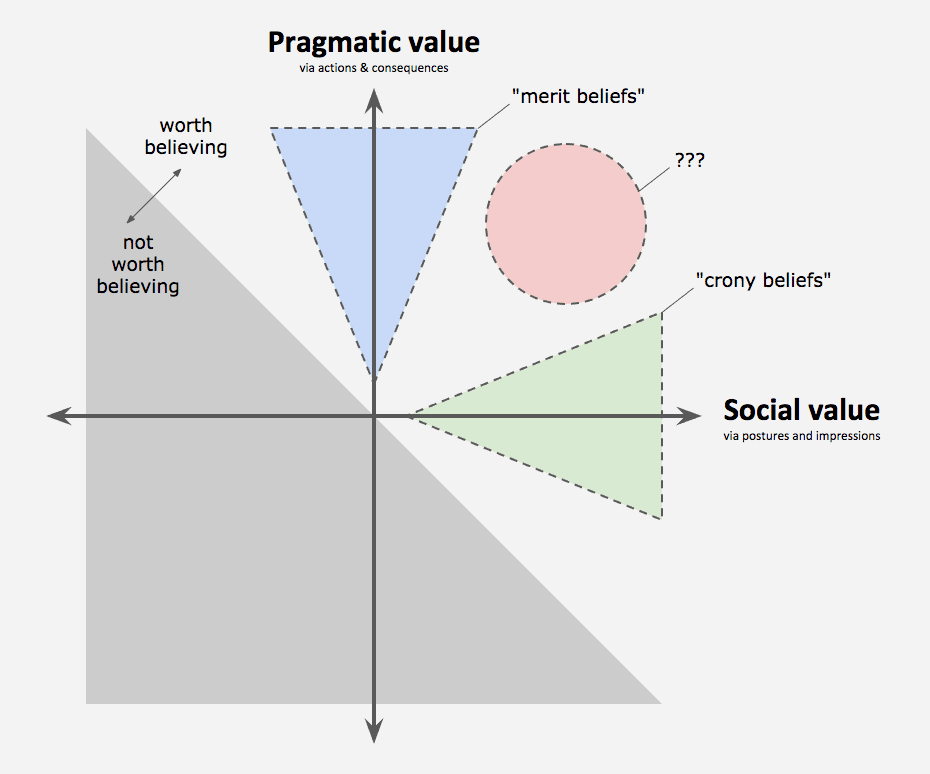 Pragmatic value
via actions & consequences
"merit beliefs"
worth
believing
???
not
worth
believing
"crony beliefs"
Social value
via postures and impressions